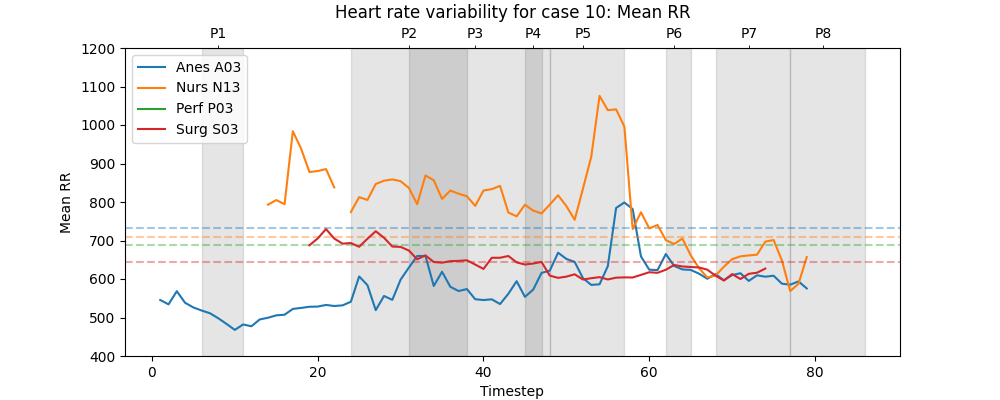 Heart rate variability for case 10: Mean RR
P1 P2 P3 P4 P5 P6 P7 P8
Anes A03
Nurs N13
Perf P03
Surg S03
Mean RR
1200
1100
1000
900
800
700
600
500
400
0 20 40 60 80
Timestep